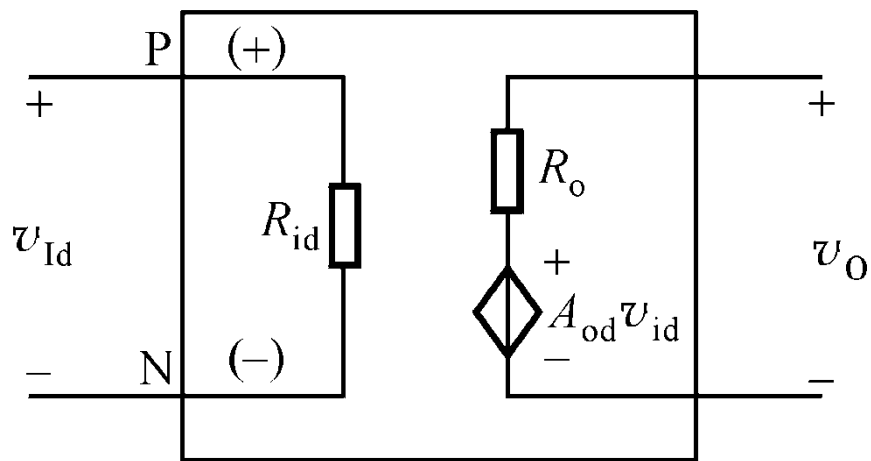 P (+)
+ +
R_o
R_id
v_Id + v_O
A_od v_id
−
N (−)
− −